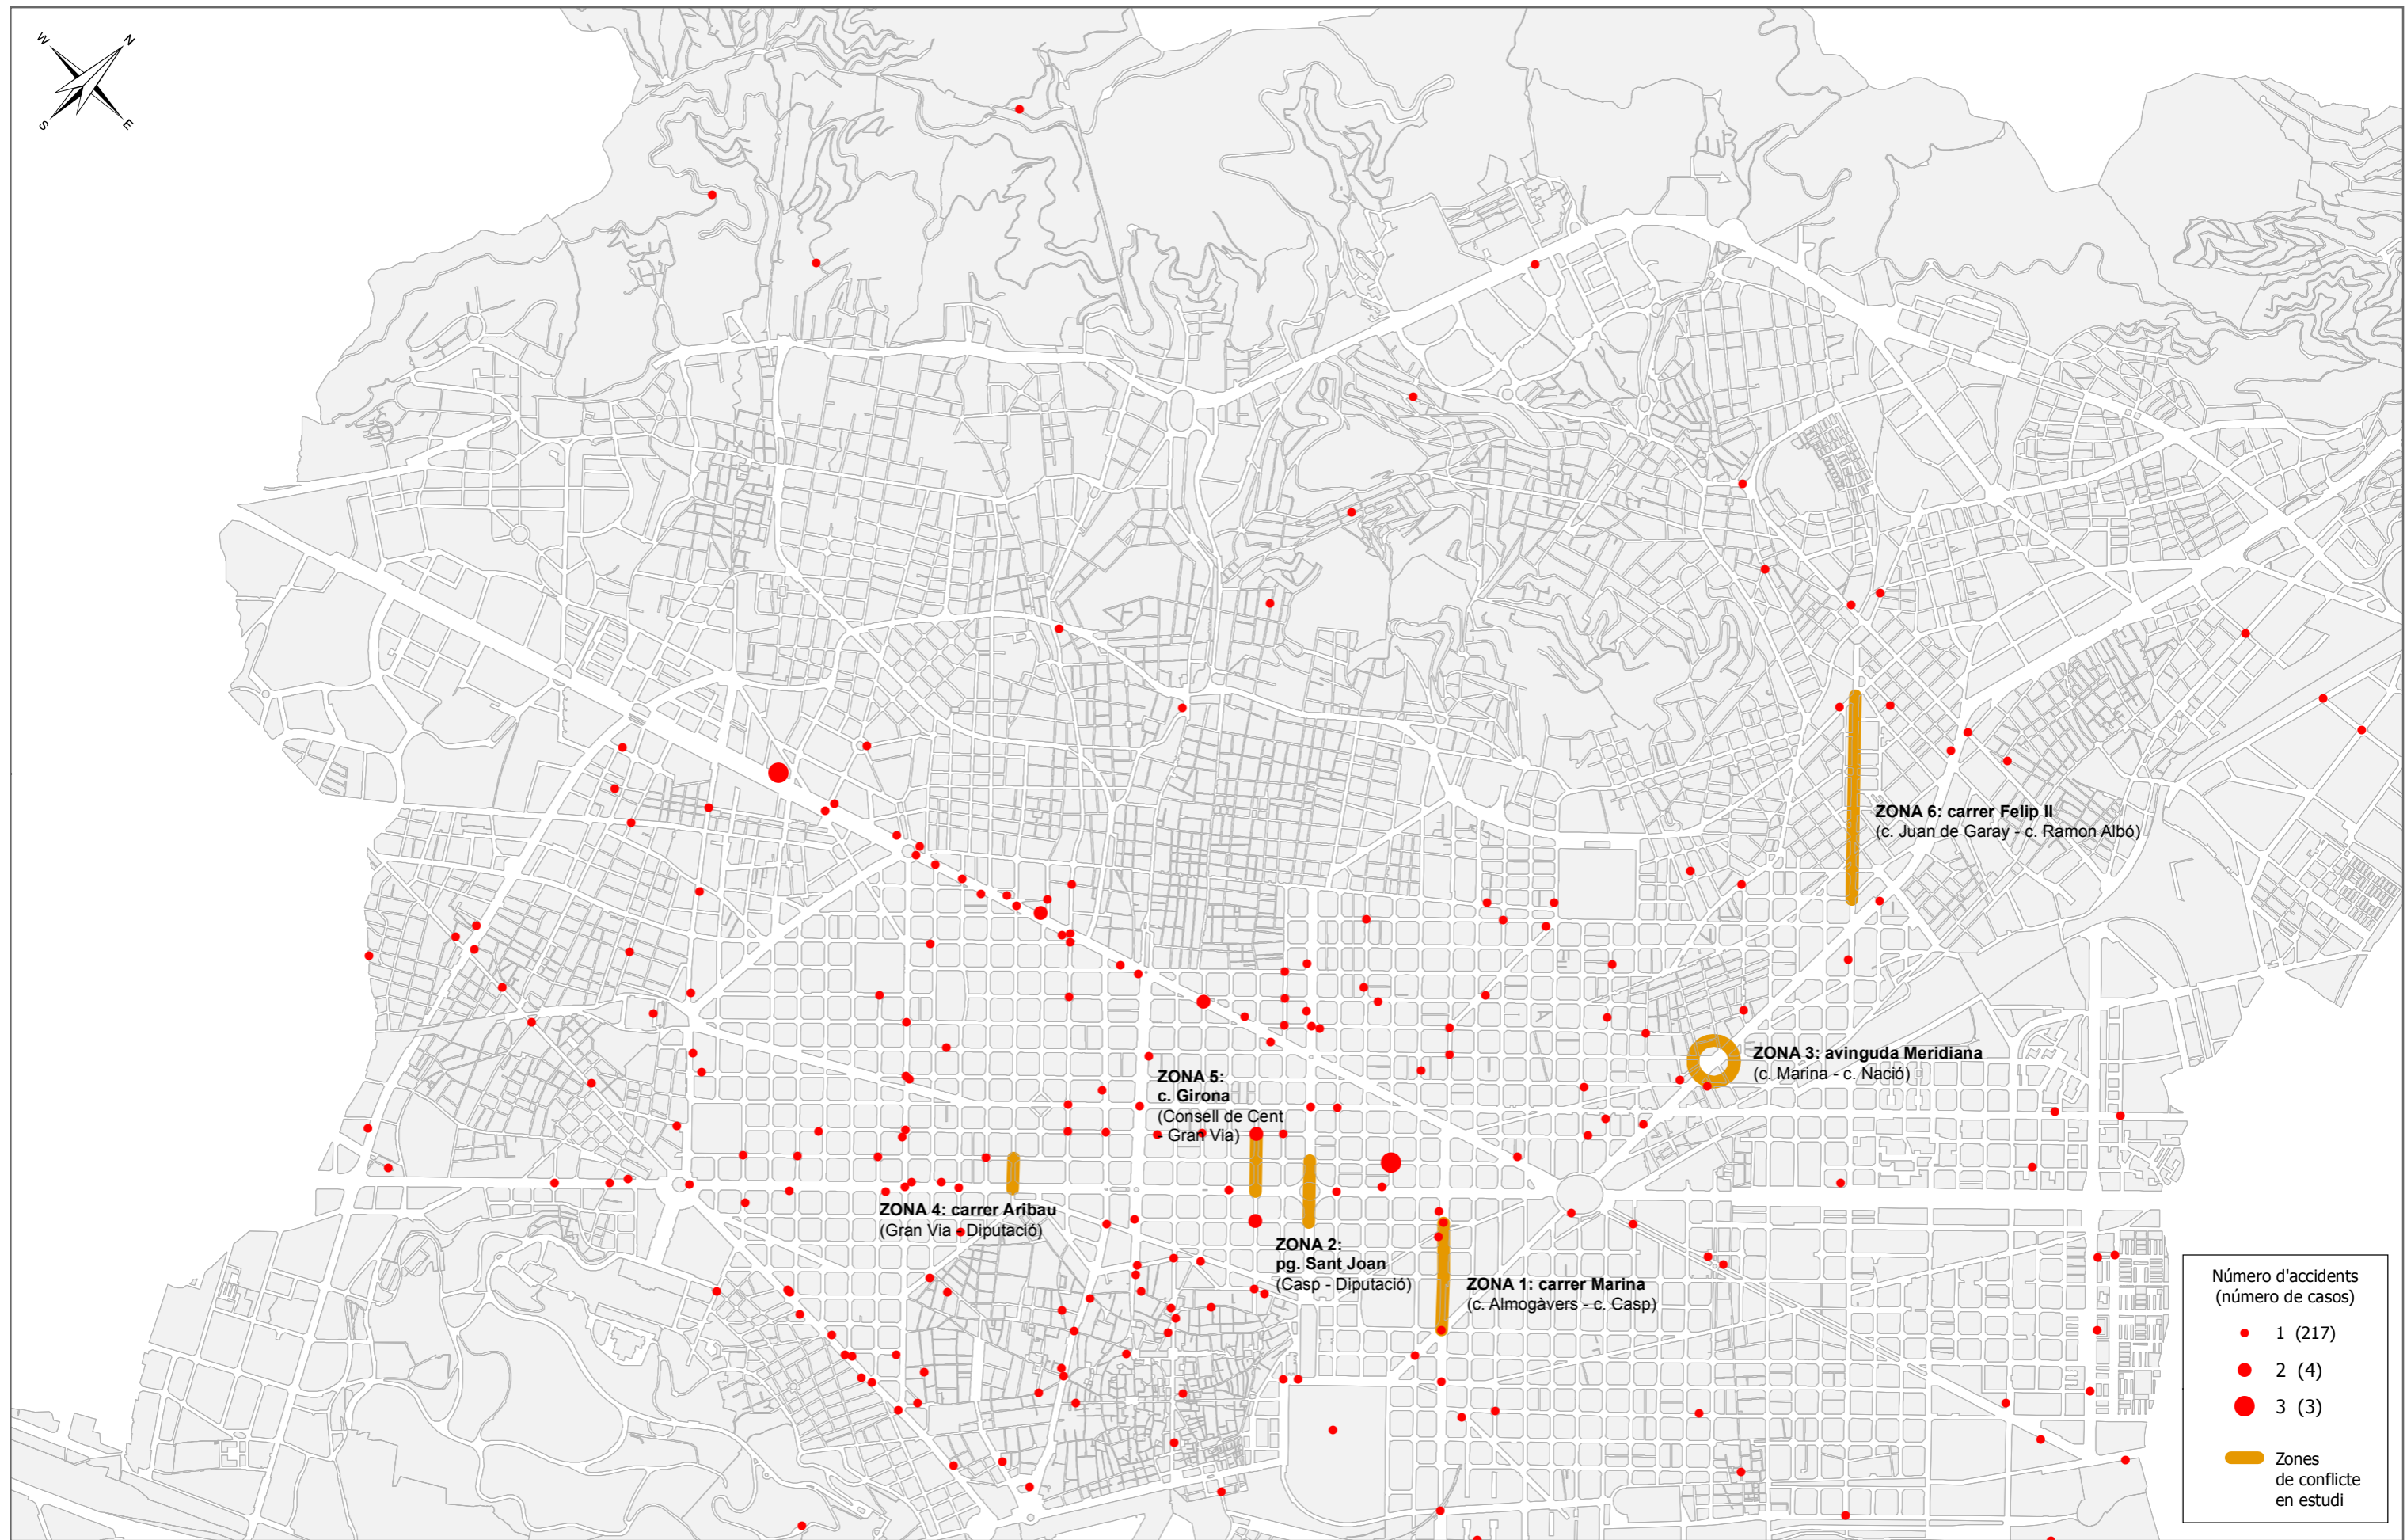 W
N
S
E
ZONA 6: carrer Felip II
(c. Juan de Garay - c. Ramon Albó)
ZONA 3: avinguda Meridiana
(c. Marina - c. Nació)
ZONA 5:
c. Girona
(Consell de Cent
- Gran Via)
ZONA 4: carrer Aribau
(Gran Via - Diputació)
ZONA 2:
pg. Sant Joan
(Casp - Diputació)
ZONA 1: carrer Marina
(c. Almogàvers - c. Casp)
Número d'accidents
(número de casos)
1 (217)
2 (4)
3 (3)
Zones
de conflicte
en estudi